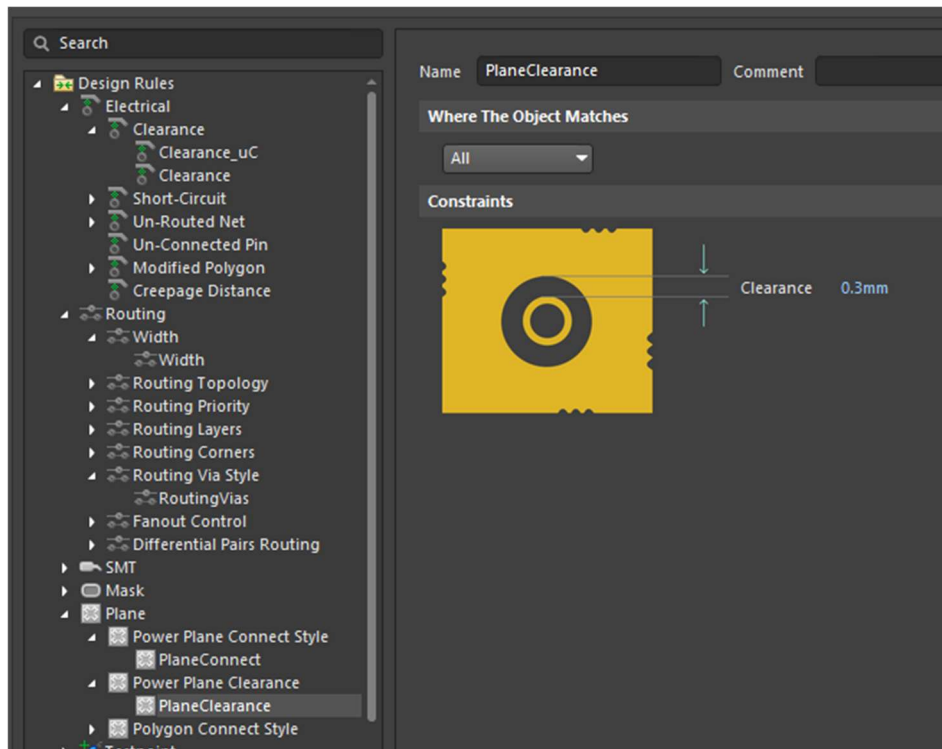 Search
Design Rules
Electrical
Clearance
Clearance_uC
Clearance
Short-Circuit
Un-Routed Net
Un-Connected Pin
Modified Polygon
Creepage Distance
Routing
Width
Width
Routing Topology
Routing Priority
Routing Layers
Routing Corners
Routing Via Style
RoutingVias
Fanout Control
Differential Pairs Routing
SMT
Mask
Plane
Power Plane Connect Style
PlaneConnect
Power Plane Clearance
PlaneClearance
Polygon Connect Style
Name PlaneClearance Comment
Where The Object Matches
All
Constraints
Clearance 0.3mm